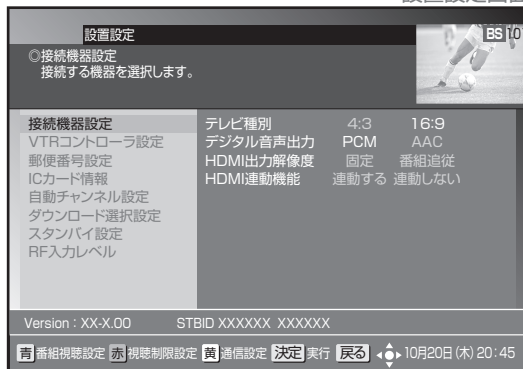 設置設定
BS 10
◎接続機器設定
接続する機器を選択します。
接続機器設定
VTRコントローラ設定
郵便番号設定
ICカード情報
自動チャンネル設定
ダウンロード選択設定
スタンバイ設定
RF入力レベル
テレビ種別 4:3 16:9
デジタル音声出力 PCM AAC
HDMI出力解像度 固定 番組追従
HDMI連動機能 連動する 連動しない
Version : XX-X.00 STBID XXXXXX XXXXXX
青 番組視聴設定 赤 視聴制限設定 黄 通信設定 決定 実行 戻る 10月20日(木) 20:45